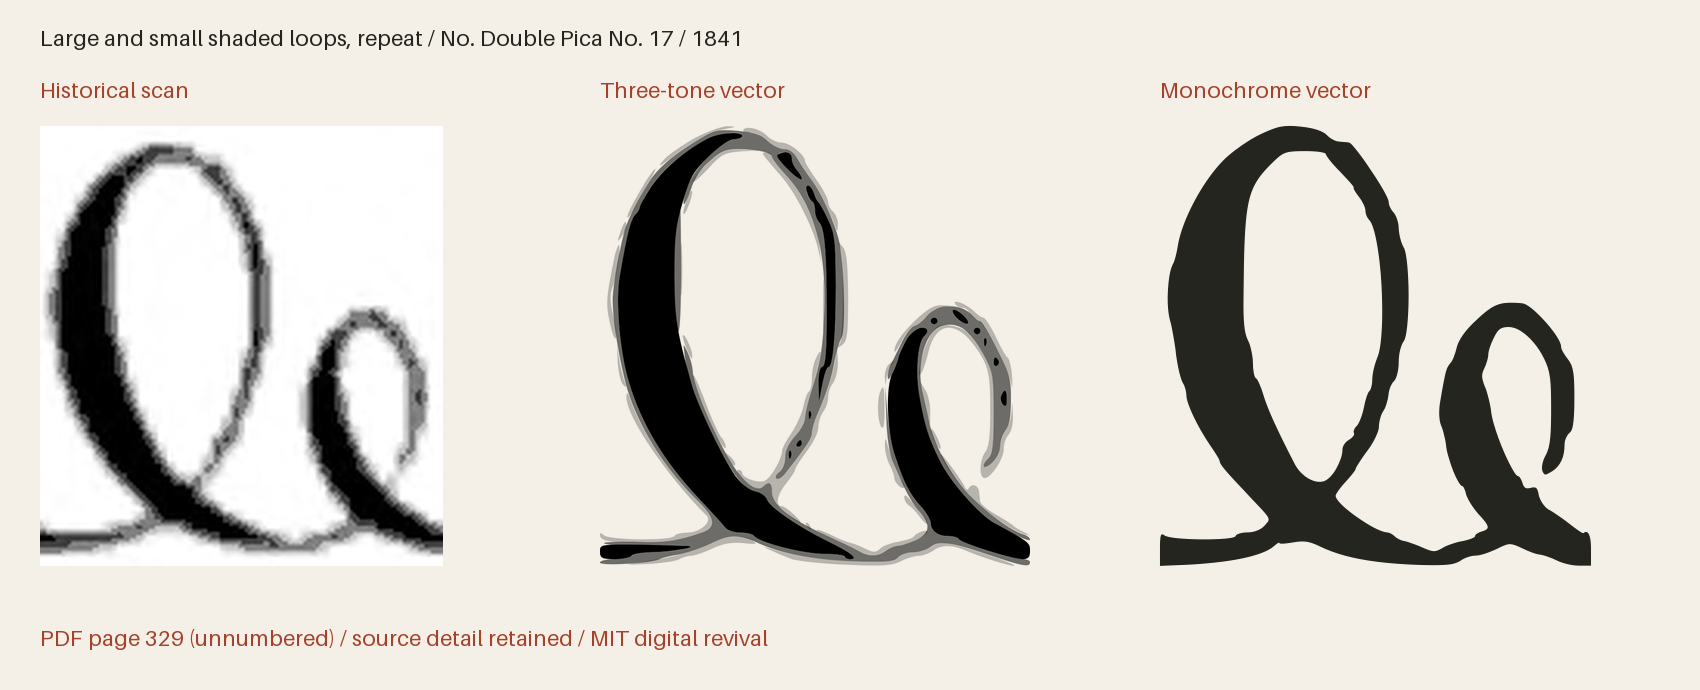 Large and small shaded loops, repeat / No. Double Pica No. 17 / 1841
Historical scan
Three-tone vector
Monochrome vector
PDF page 329 (unnumbered) / source detail retained / MIT digital revival